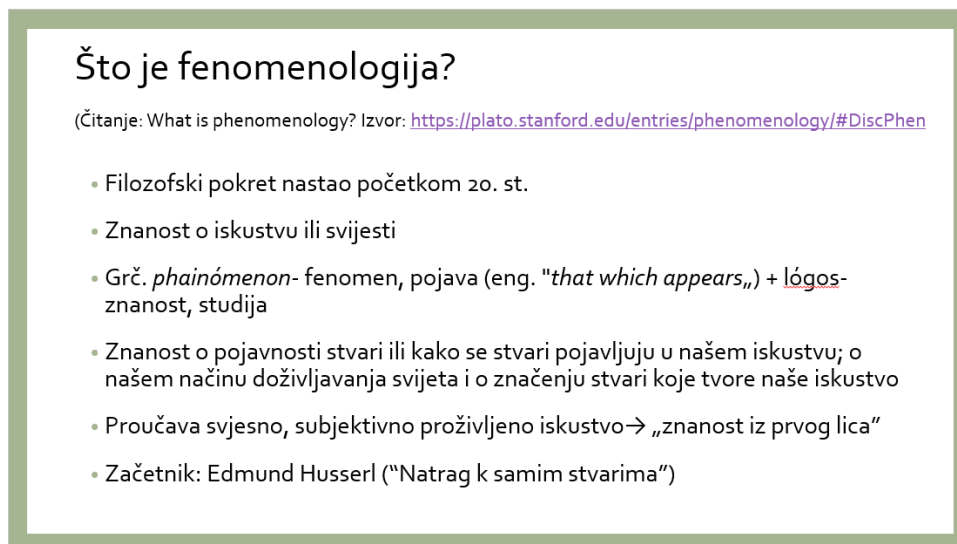 Što je fenomenologija?
(Čitanje: What is phenomenology? Izvor: https://plato.stanford.edu/entries/phenomenology/#DiscPhen
• Filozofski pokret nastao početkom 20. st.
• Znanost o iskustvu ili svijesti
• Grč. phainómenon- fenomen, pojava (eng. "that which appears„) + lógos-
znanost, studija
• Znanost o pojavnosti stvari ili kako se stvari pojavljuju u našem iskustvu; o
našem načinu doživljavanja svijeta i o značenju stvari koje tvore naše iskustvo
• Proučava svjesno, subjektivno proživljeno iskustvo→ „znanost iz prvog lica”
• Začetnik: Edmund Husserl (“Natrag k samim stvarima”)